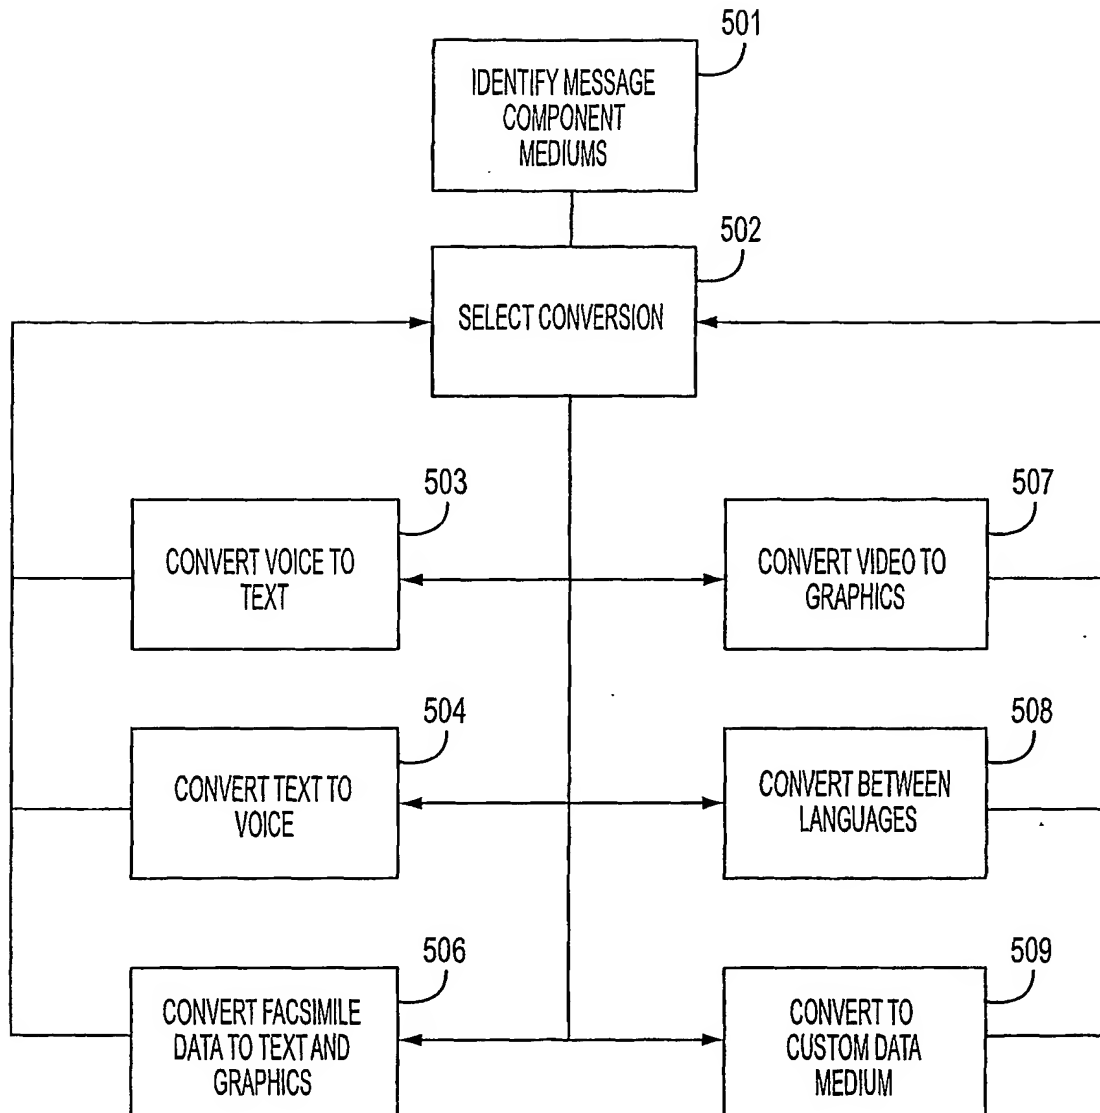 501
IDENTIFY MESSAGE
COMPONENT
MEDIUMS
502
SELECT CONVERSION
503
CONVERT VOICE TO
TEXT
507
CONVERT VIDEO TO
GRAPHICS
504
CONVERT TEXT TO
VOICE
508
CONVERT BETWEEN
LANGUAGES
506
CONVERT FACSIMILE
DATA TO TEXT AND
GRAPHICS
509
CONVERT TO
CUSTOM DATA
MEDIUM